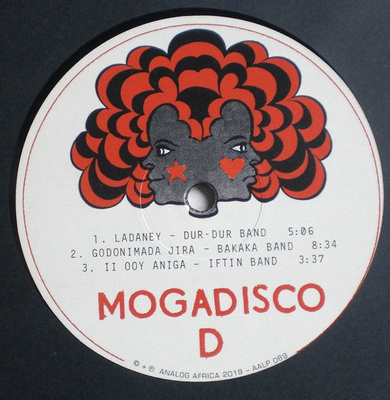 1. LADANEY - DUR-DUR BAND 5:06
2. GODONIMADA JIRA - BAKAKA BAND 8:34
3. II OOY ANIGA - IFTIN BAND 3:37
MOGADISCO
D
© + ℗ ANALOG AFRICA 2019 - AALP 089